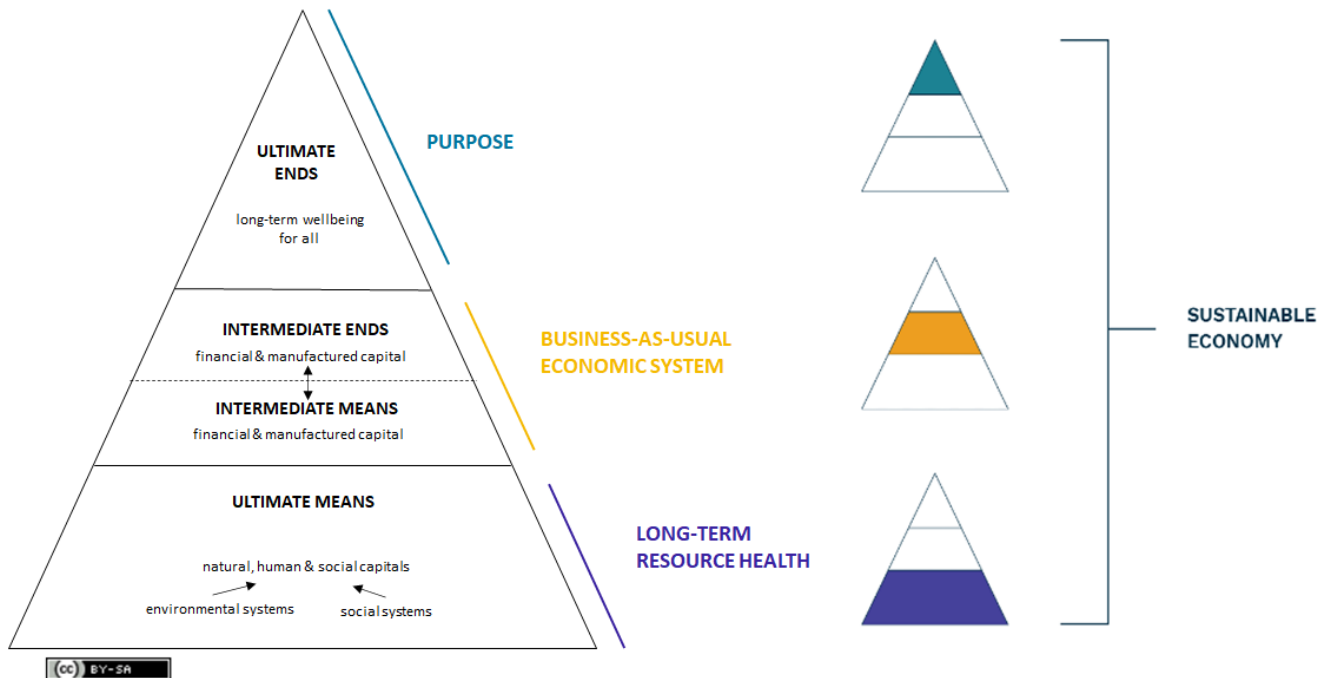 ULTIMATE
ENDS
long-term wellbeing
for all
PURPOSE
INTERMEDIATE ENDS
financial & manufactured capital
INTERMEDIATE MEANS
financial & manufactured capital
BUSINESS-AS-USUAL
ECONOMIC SYSTEM
ULTIMATE MEANS
natural, human & social capitals
environmental systems
social systems
LONG-TERM
RESOURCE HEALTH
SUSTAINABLE
ECONOMY
(cc) BY-SA